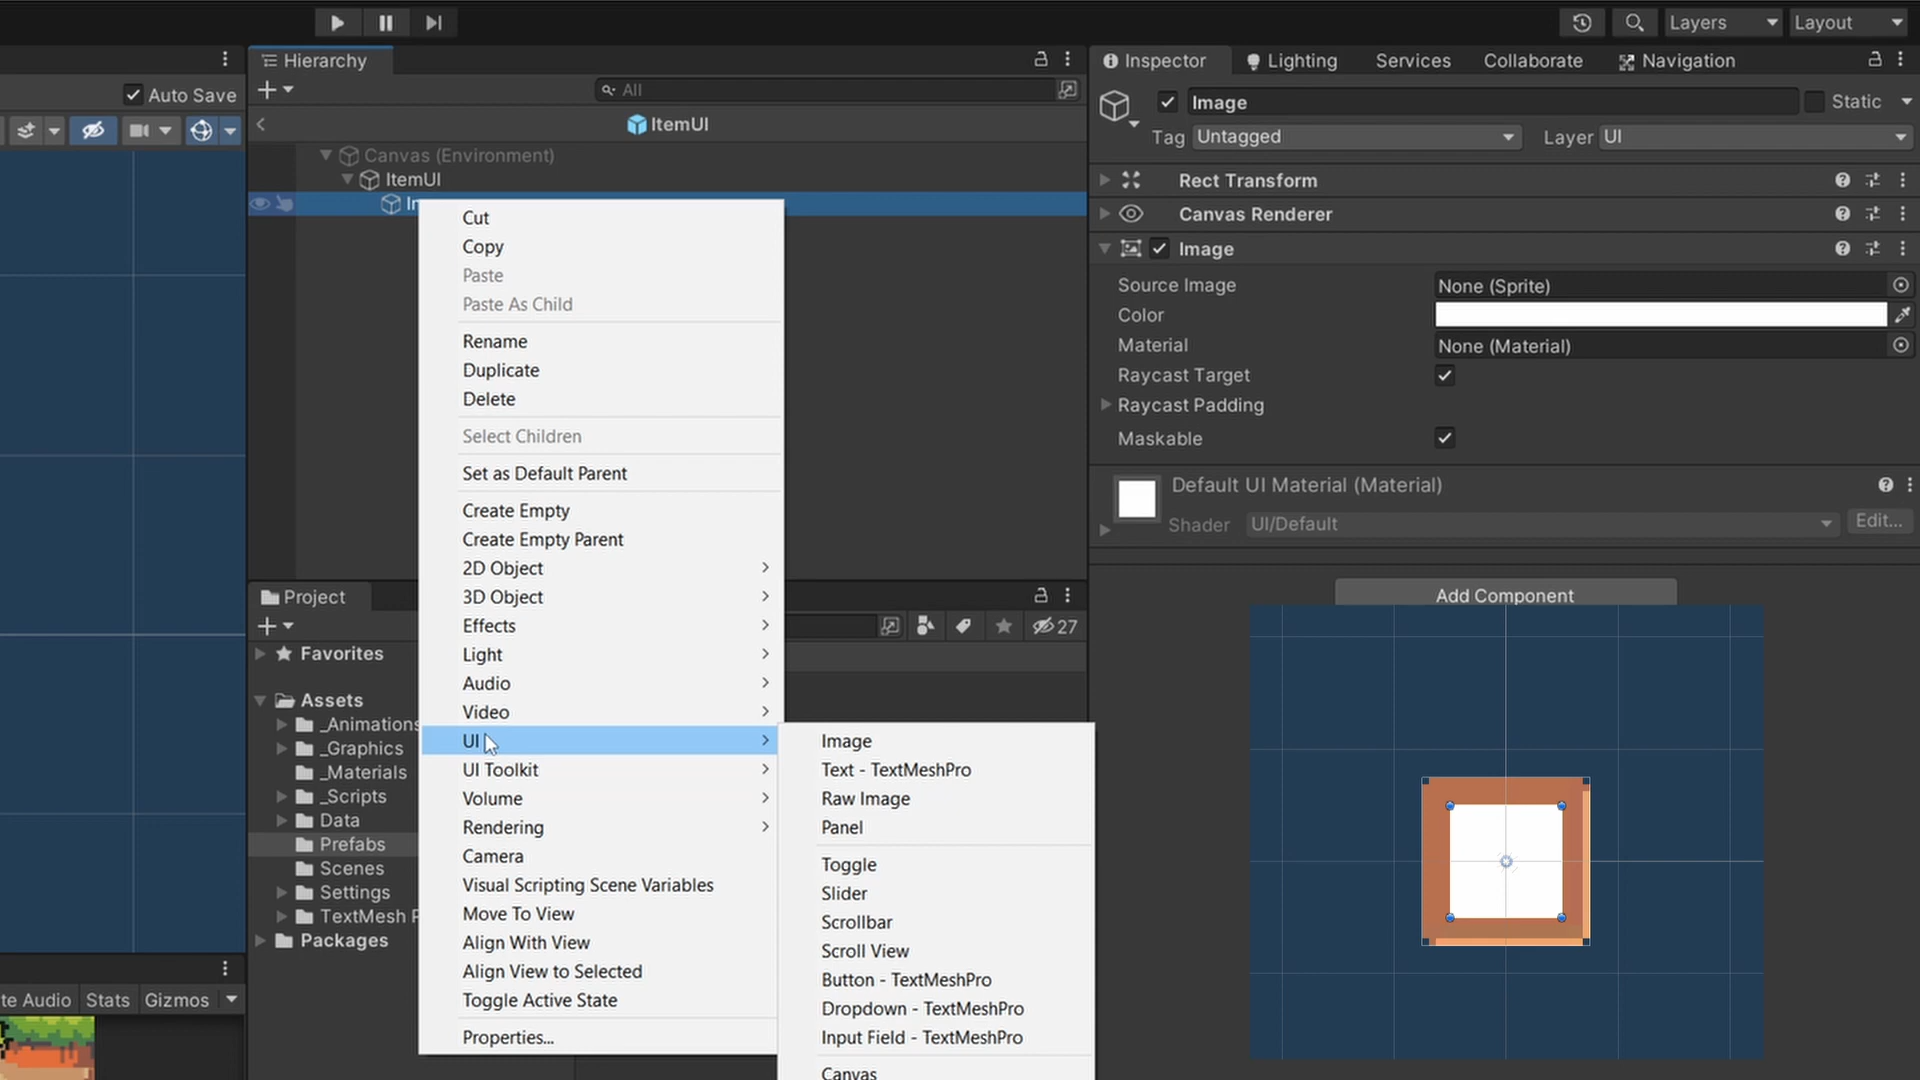 Layers
Layout
Hierarchy
Inspector
Lighting
Services
Collaborate
Navigation
Auto Save
All
ItemUI
Canvas (Environment)
ItemUI
Image
Static
Tag
Untagged
Layer
UI
Rect Transform
Canvas Renderer
Image
Source Image
None (Sprite)
Color
Material
None (Material)
Raycast Target
Raycast Padding
Maskable
Default UI Material (Material)
Shader
UI/Default
Edit...
Add Component
Cut
Copy
Paste
Paste As Child
Rename
Duplicate
Delete
Select Children
Set as Default Parent
Create Empty
Create Empty Parent
2D Object
3D Object
Effects
Light
Audio
Video
UI
UI Toolkit
Volume
Rendering
Camera
Visual Scripting Scene Variables
Move To View
Align With View
Align View to Selected
Toggle Active State
Properties...
Image
Text - TextMeshPro
Raw Image
Panel
Toggle
Slider
Scrollbar
Scroll View
Button - TextMeshPro
Dropdown - TextMeshPro
Input Field - TextMeshPro
Canvas
Project
27
Favorites
Assets
_Animations
_Graphics
_Materials
_Scripts
Data
Prefabs
Scenes
Settings
TextMesh P
Packages
te Audio
Stats
Gizmos